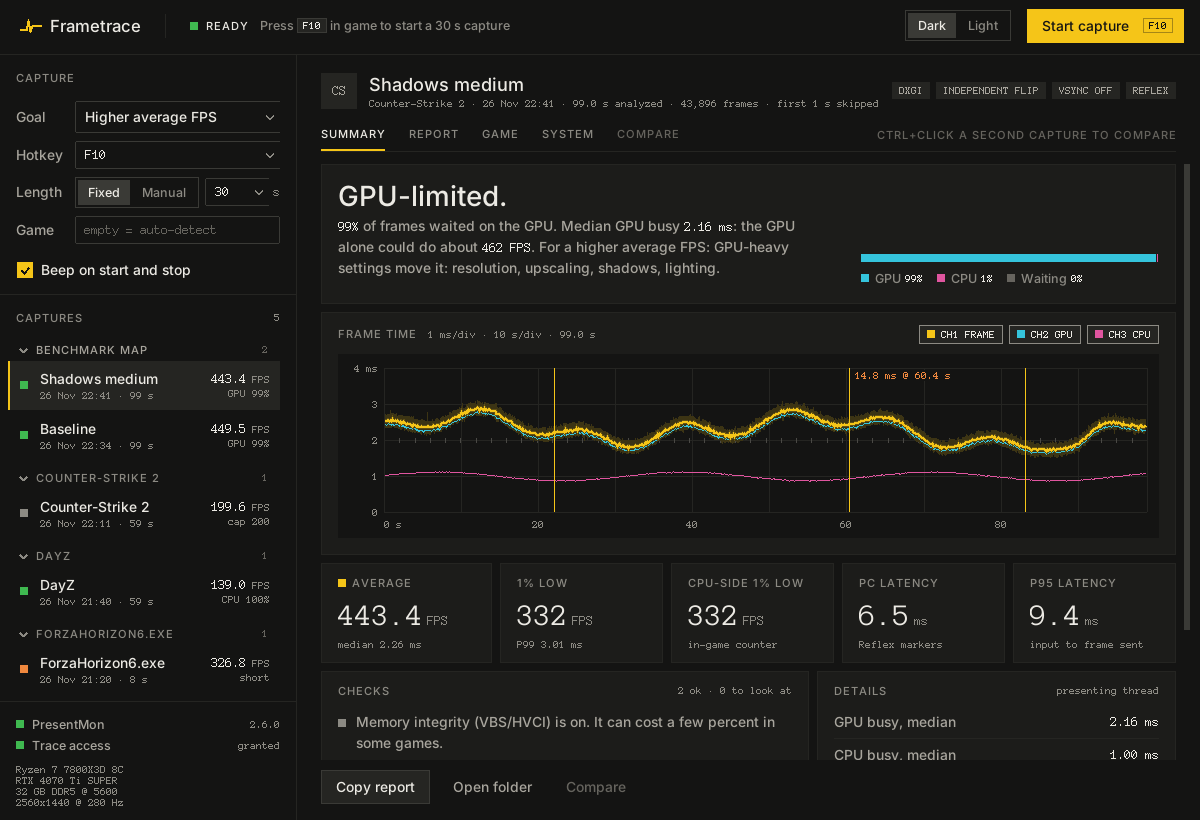 Frametrace
READY Press F10 in game to start a 30 s capture
Dark Light
Start capture F10
CAPTURE
Goal Higher average FPS
Hotkey F10
Length Fixed Manual 30 s
Game empty = auto-detect
Beep on start and stop
CAPTURES 5
BENCHMARK MAP 2
Shadows medium 443.4 FPS
26 Nov 22:41 · 99 s GPU 99%
Baseline 449.5 FPS
26 Nov 22:34 · 99 s GPU 99%
COUNTER-STRIKE 2 1
Counter-Strike 2 199.6 FPS
26 Nov 22:11 · 59 s cap 200
DAYZ 1
DayZ 139.0 FPS
26 Nov 21:40 · 59 s CPU 100%
FORZAHORIZON6.EXE 1
ForzaHorizon6.exe 326.8 FPS
26 Nov 21:20 · 8 s short
PresentMon 2.6.0
Trace access granted
Ryzen 7 7800X3D 8C
RTX 4070 Ti SUPER
32 GB DDR5 @ 5600
2560x1440 @ 280 Hz
CS
Shadows medium
Counter-Strike 2 · 26 Nov 22:41 · 99.0 s analyzed · 43,896 frames · first 1 s skipped
DXGI INDEPENDENT FLIP VSYNC OFF REFLEX
SUMMARY REPORT GAME SYSTEM COMPARE
CTRL+CLICK A SECOND CAPTURE TO COMPARE
GPU-limited.
99% of frames waited on the GPU. Median GPU busy 2.16 ms: the GPU
alone could do about 462 FPS. For a higher average FPS: GPU-heavy
settings move it: resolution, upscaling, shadows, lighting.
GPU 99% CPU 1% Waiting 0%
FRAME TIME 1 ms/div · 10 s/div · 99.0 s
CH1 FRAME CH2 GPU CH3 CPU
4 ms
14.8 ms @ 60.4 s
3
2
1
0
0 s 20 40 60 80
AVERAGE
443.4 FPS
median 2.26 ms
1% LOW
332 FPS
P99 3.01 ms
CPU-SIDE 1% LOW
332 FPS
in-game counter
PC LATENCY
6.5 ms
Reflex markers
P95 LATENCY
9.4 ms
input to frame sent
CHECKS 2 ok · 0 to look at
Memory integrity (VBS/HVCI) is on. It can cost a few percent in
some games.
DETAILS presenting thread
GPU busy, median 2.16 ms
CPU busy, median 1.00 ms
Copy report Open folder Compare